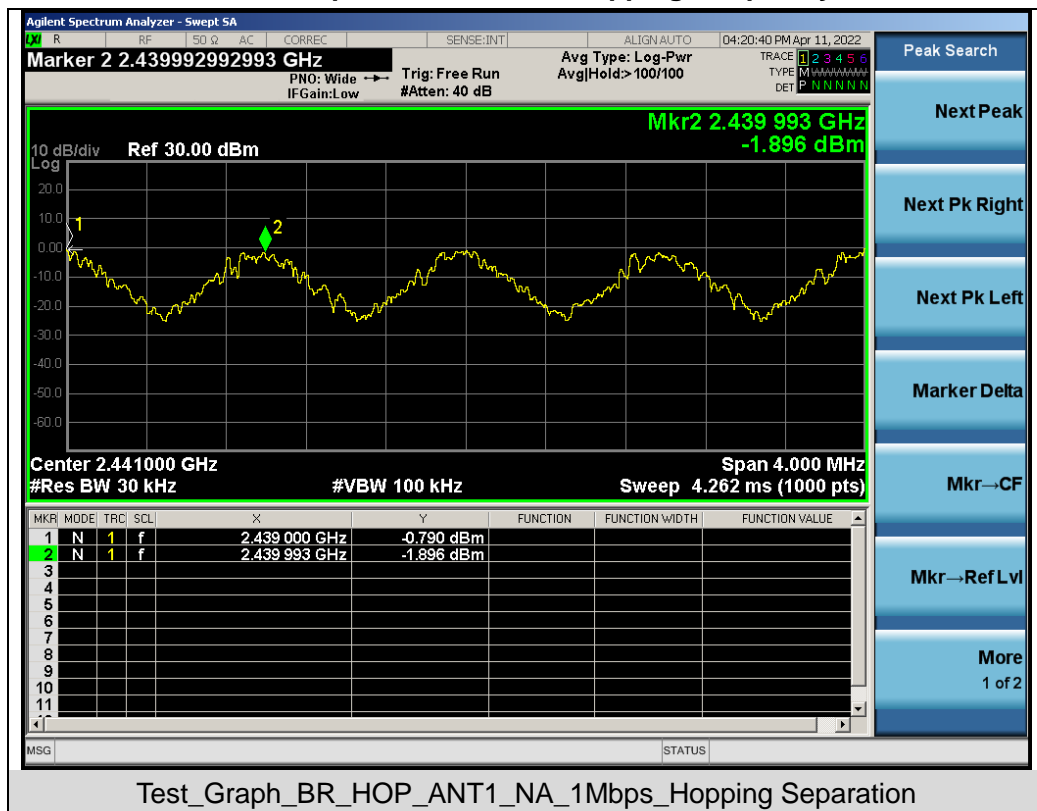 Agilent Spectrum Analyzer - Swept SA
LXI R RF 50 Ω AC CORREC SENSE:INT ALIGN AUTO 04:20:40 PM Apr 11, 2022
Marker 2 2.439992992993 GHz
PNO: Wide
IFGain:Low
Trig: Free Run
#Atten: 40 dB
Avg Type: Log-Pwr
Avg|Hold:>100/100
TRACE 1 2 3 4 5 6
TYPE M
DET P N N N N N
Mkr2 2.439 993 GHz
-1.896 dBm
10 dB/div Ref 30.00 dBm
Log
20.0
10.0
0.00
-10.0
-20.0
-30.0
-40.0
-50.0
-60.0
1
2
Center 2.441000 GHz Span 4.000 MHz
#Res BW 30 kHz #VBW 100 kHz Sweep 4.262 ms (1000 pts)
MKR MODE TRC SCL X Y FUNCTION FUNCTION WIDTH FUNCTION VALUE
1 N 1 f 2.439 000 GHz -0.790 dBm
2 N 1 f 2.439 993 GHz -1.896 dBm
3
4
5
6
7
8
9
10
11
MSG STATUS
Peak Search
Next Peak
Next Pk Right
Next Pk Left
Marker Delta
Mkr→CF
Mkr→Ref Lvl
More
1 of 2
Test_Graph_BR_HOP_ANT1_NA_1Mbps_Hopping Separation